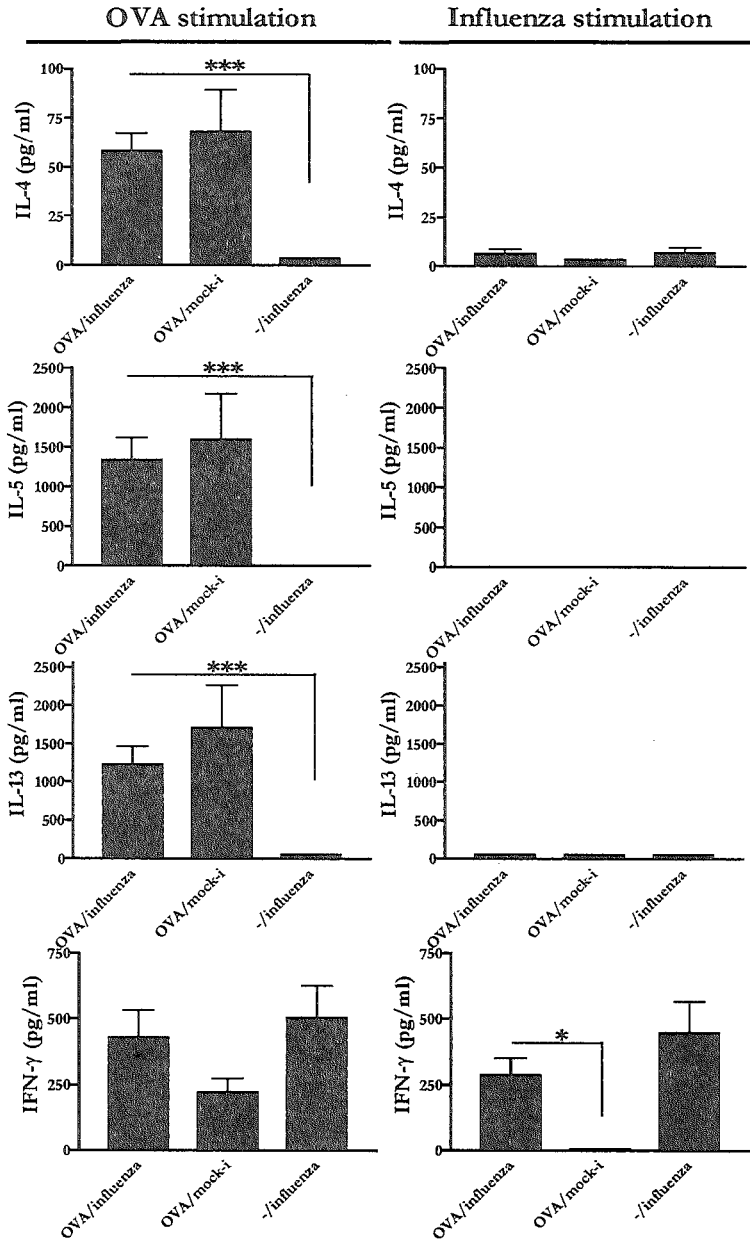 OVA stimulation
Influenza stimulation
IL-4 (pg/ml)
100
75
50
25
0
***
OVA/influenza
OVA/mock-i
-/influenza
IL-4 (pg/ml)
100
75
50
25
0
OVA/influenza
OVA/mock-i
-/influenza
IL-5 (pg/ml)
2500
2000
1500
1000
500
0
***
OVA/influenza
OVA/mock-i
-/influenza
IL-5 (pg/ml)
2500
2000
1500
1000
500
0
OVA/influenza
OVA/mock-i
-/influenza
IL-13 (pg/ml)
2500
2000
1500
1000
500
0
***
OVA/influenza
OVA/mock-i
-/influenza
IL-13 (pg/ml)
2500
2000
1500
1000
500
0
OVA/influenza
OVA/mock-i
-/influenza
IFN-γ (pg/ml)
750
500
250
0
OVA/influenza
OVA/mock-i
-/influenza
IFN-γ (pg/ml)
750
500
250
0
*
OVA/influenza
OVA/mock-i
-/influenza